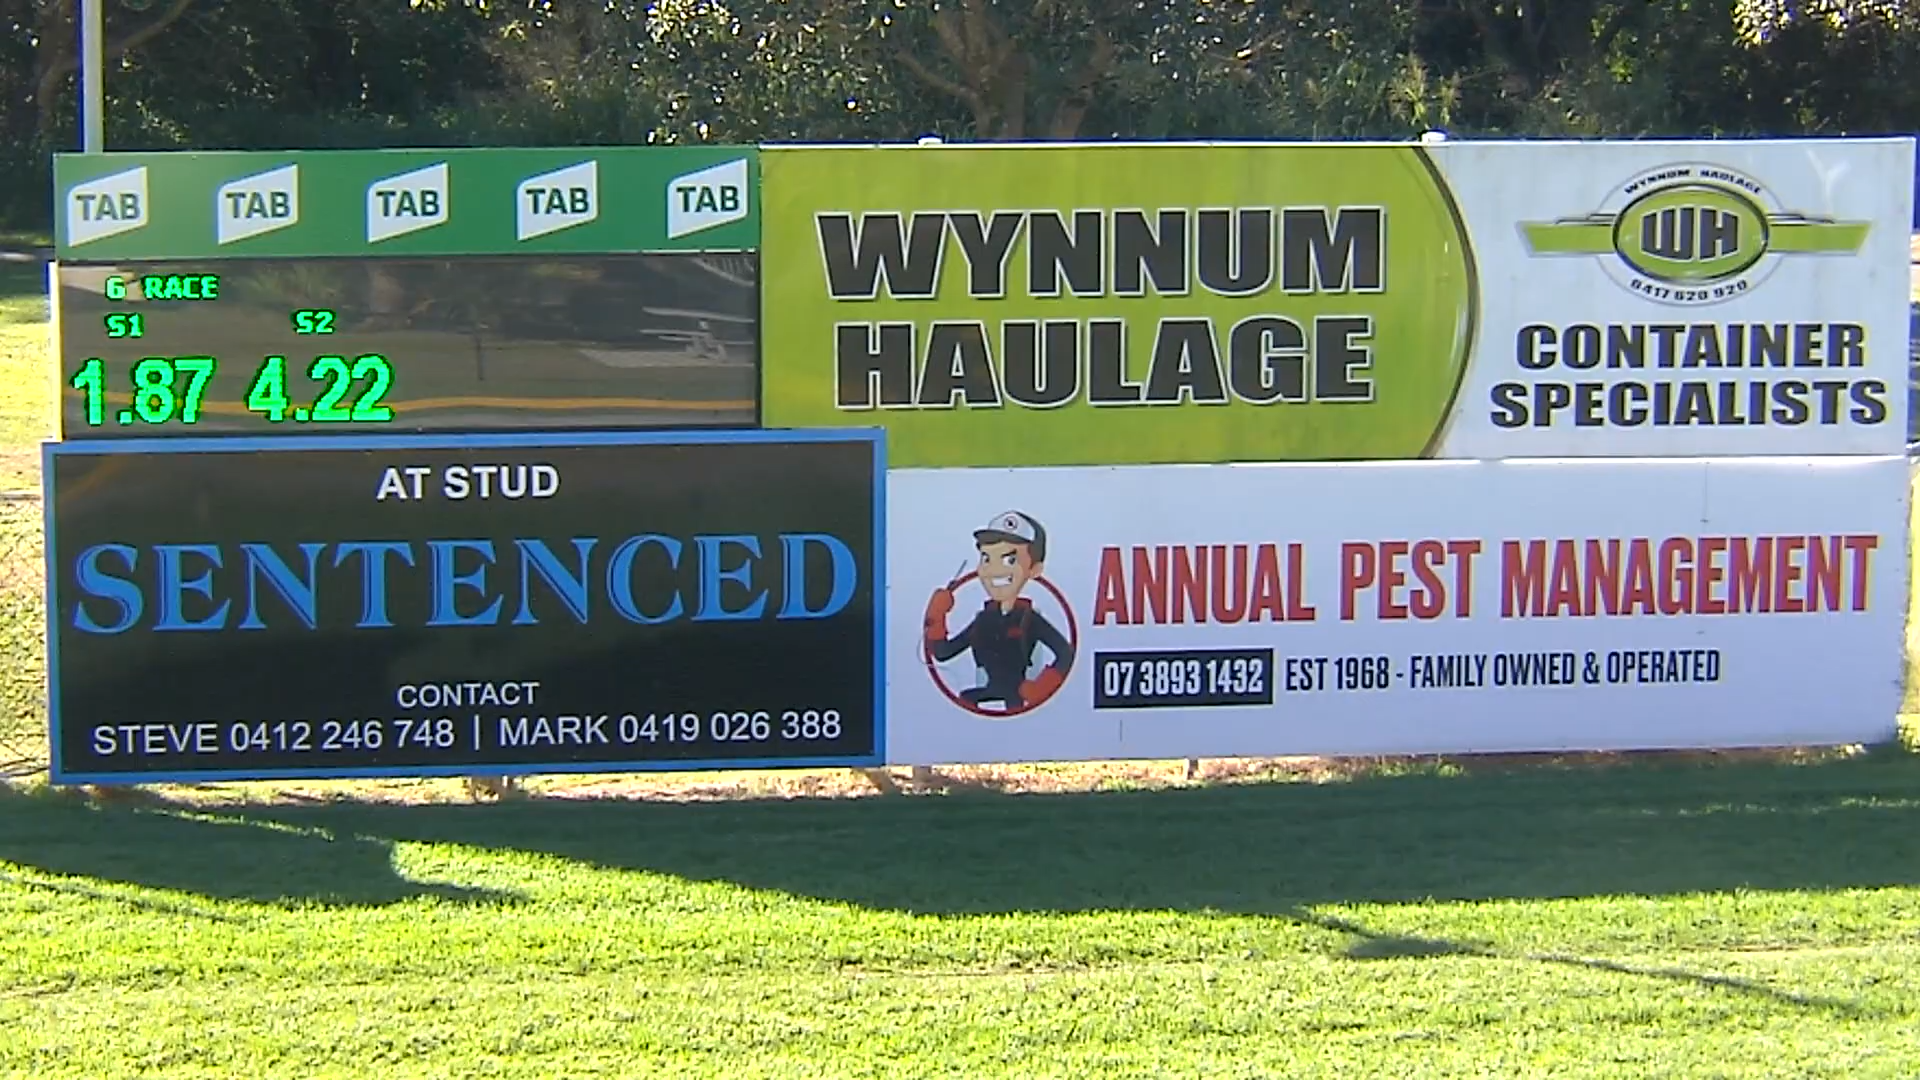 TAB TAB TAB TAB TAB
6 RACE
S1 S2
1.87 4.22
WYNNUM
HAULAGE
WYNNUM HAULAGE
WH
0417 620 920
CONTAINER
SPECIALISTS
AT STUD
SENTENCED
CONTACT
STEVE 0412 246 748 | MARK 0419 026 388
ANNUAL PEST MANAGEMENT
07 3893 1432 EST 1968 - FAMILY OWNED & OPERATED